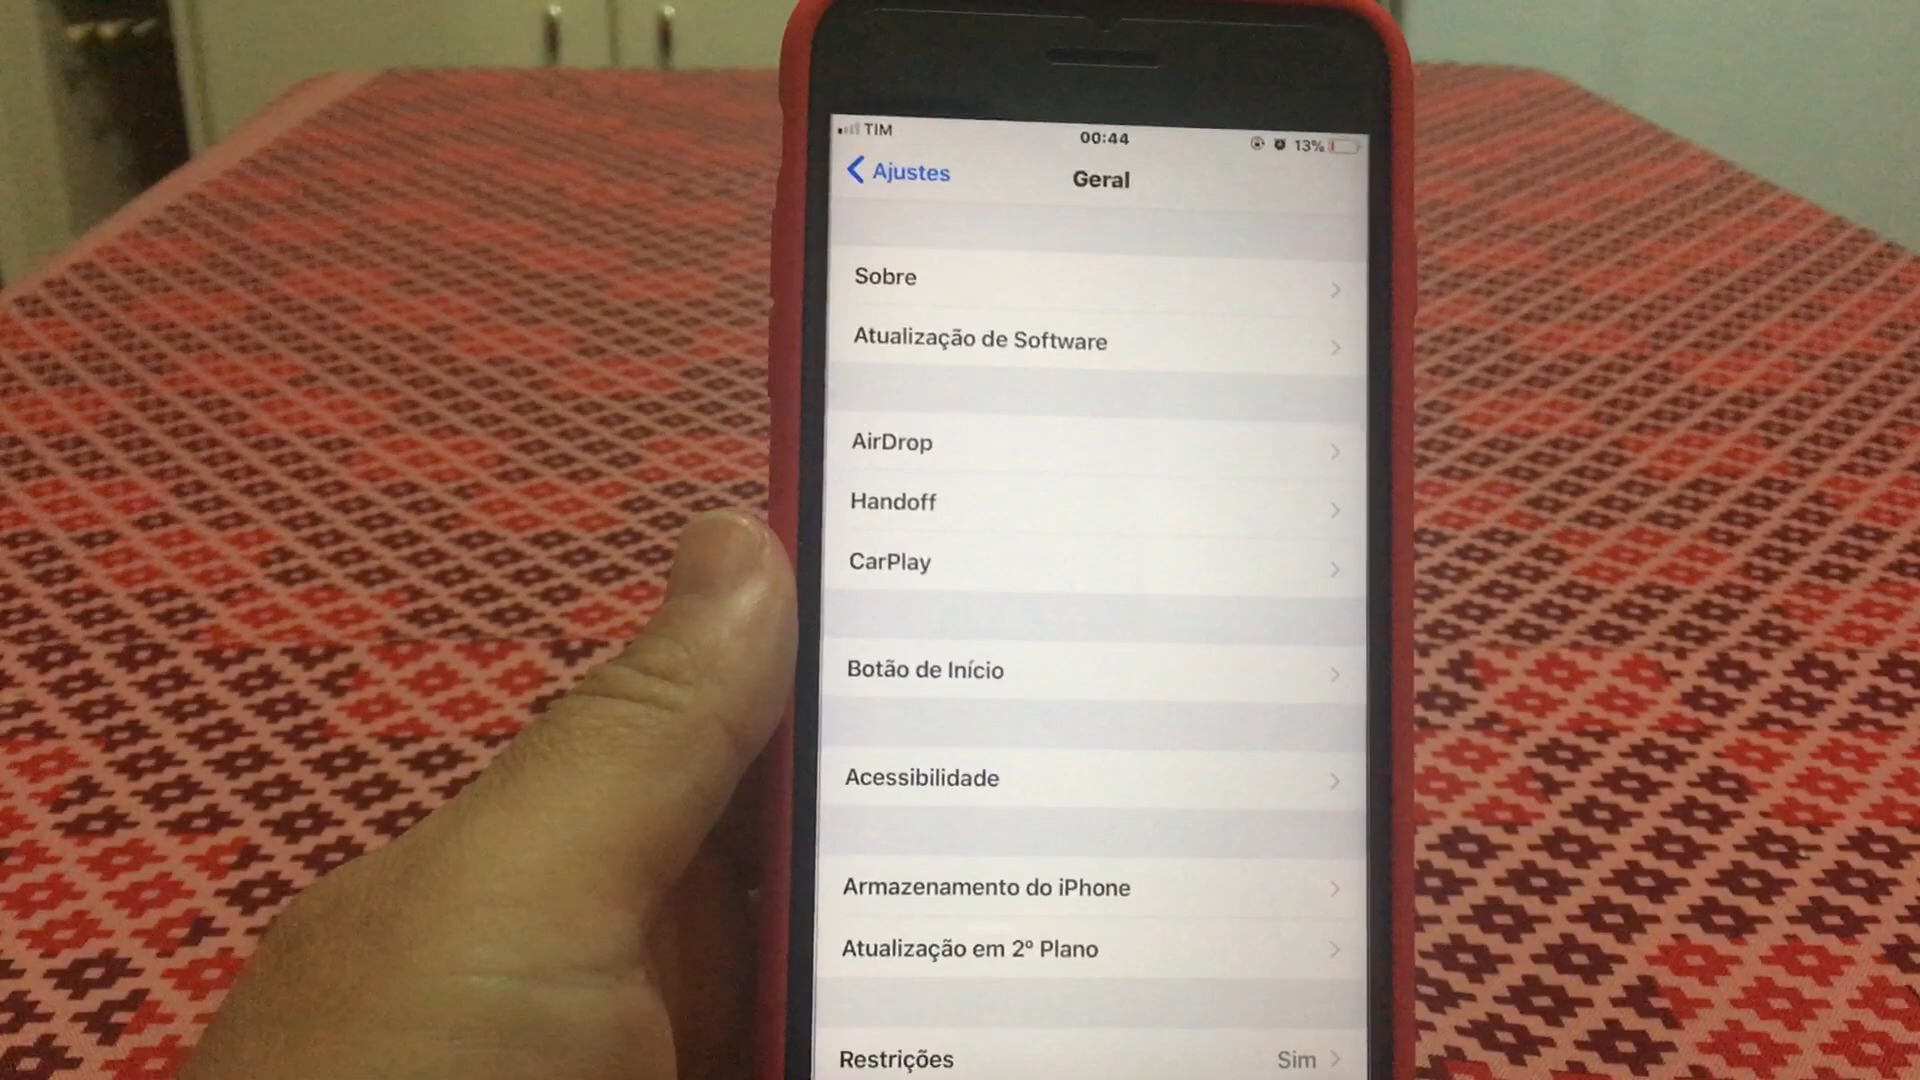 TIM 00:44 13%
Ajustes Geral
Sobre
Atualização de Software
AirDrop
Handoff
CarPlay
Botão de Início
Acessibilidade
Armazenamento do iPhone
Atualização em 2º Plano
Restrições Sim